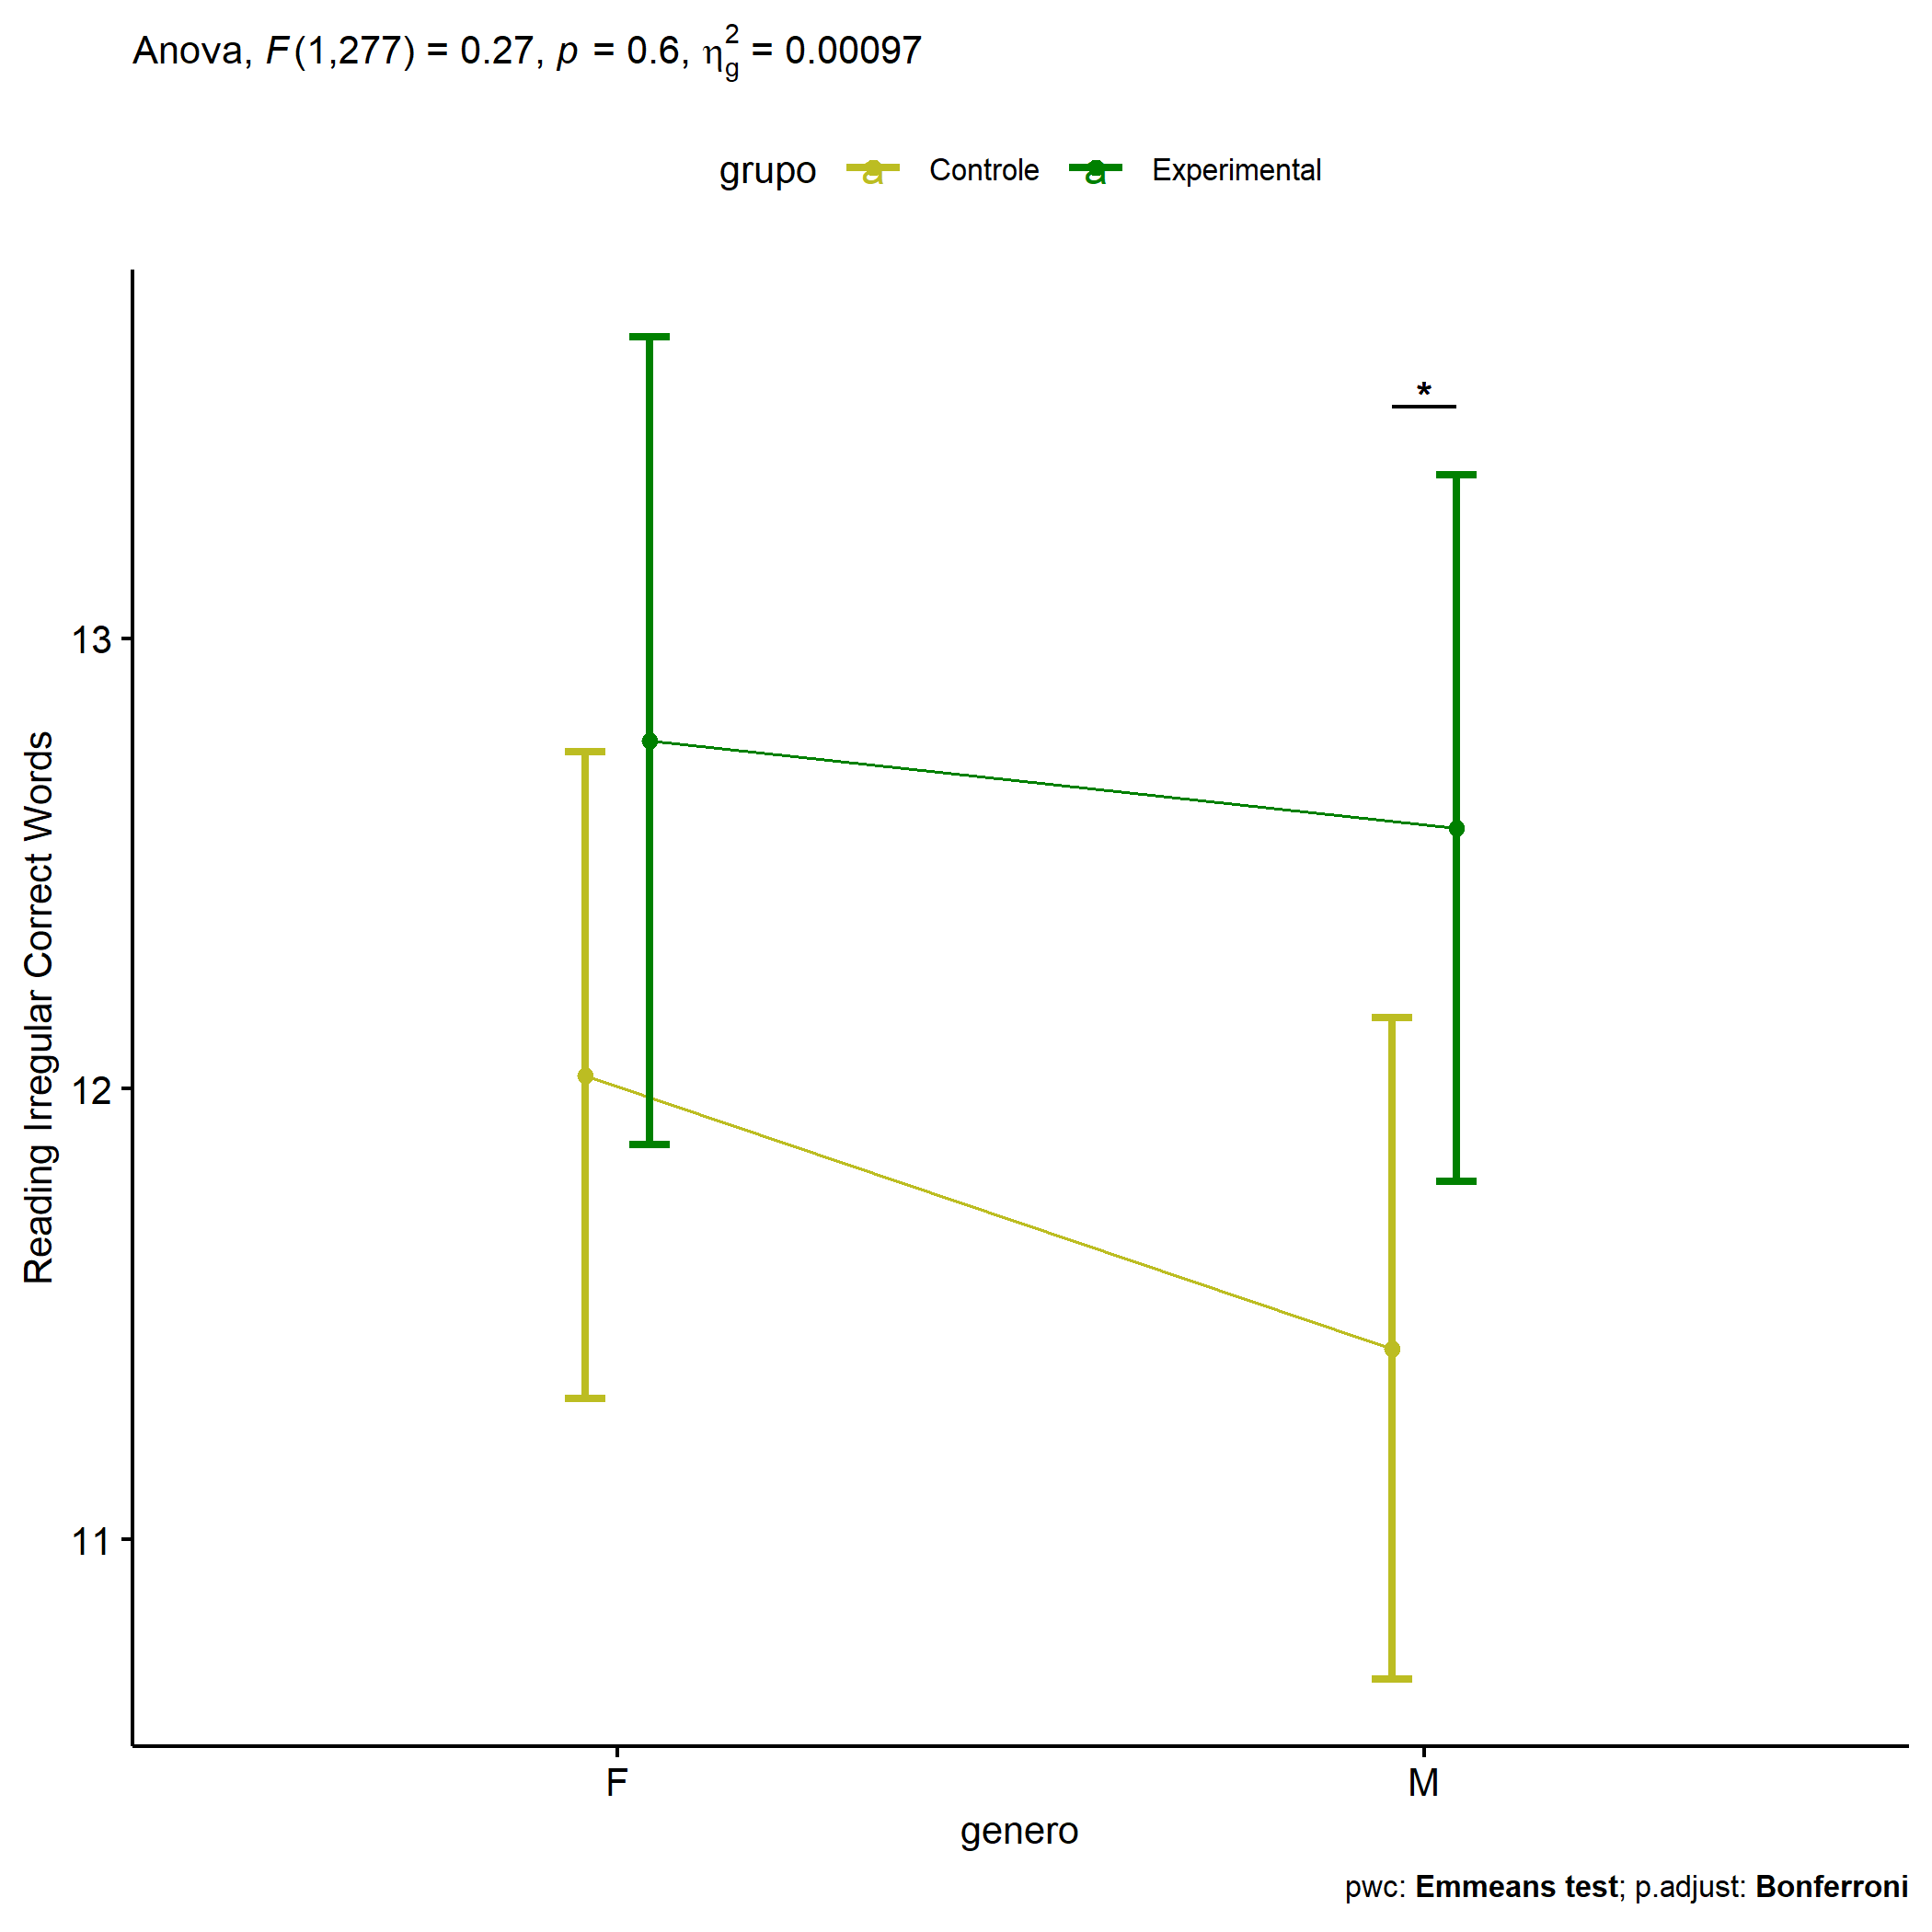 Anova, F(1,277) = 0.27, p = 0.6, η²g = 0.00097
grupo a Controle a Experimental
*
13
12
11
Reading Irregular Correct Words
F M
genero
pwc: Emmeans test; p.adjust: Bonferroni